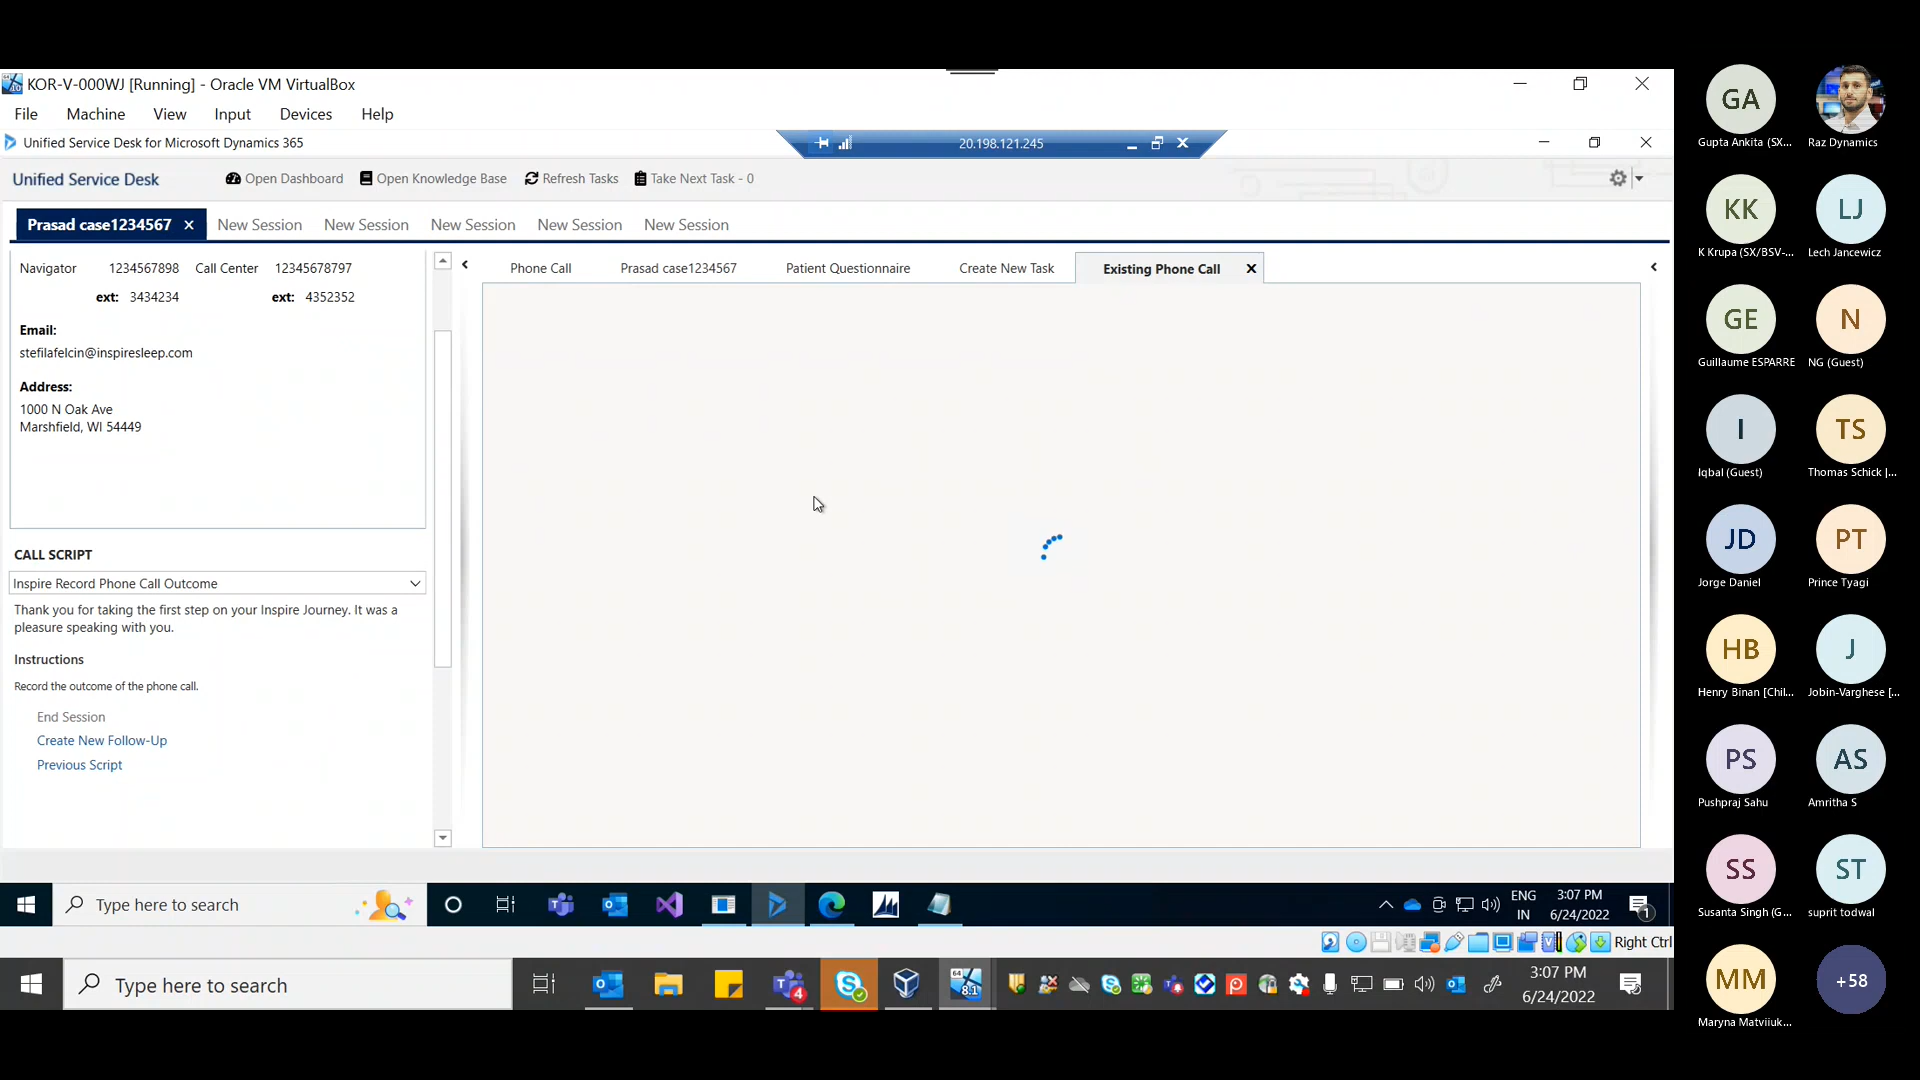 KOR-V-000WJ [Running] - Oracle VM VirtualBox
File Machine View Input Devices Help
Unified Service Desk for Microsoft Dynamics 365
20.198.121.245
Unified Service Desk
Open Dashboard
Open Knowledge Base
Refresh Tasks
Take Next Task - 0
Prasad case1234567
New Session
New Session
New Session
New Session
New Session
Navigator 1234567898 Call Center 12345678797
ext: 3434234 ext: 4352352
Email:
stefilafelcin@inspiresleep.com
Address:
1000 N Oak Ave
Marshfield, WI 54449
CALL SCRIPT
Inspire Record Phone Call Outcome
Thank you for taking the first step on your Inspire Journey. It was a
pleasure speaking with you.
Instructions
Record the outcome of the phone call.
End Session
Create New Follow-Up
Previous Script
Phone Call
Prasad case1234567
Patient Questionnaire
Create New Task
Existing Phone Call
Type here to search
ENG
IN
3:07 PM
6/24/2022
1
Right Ctrl
Type here to search
4
64
8.1
3:07 PM
6/24/2022
GA
Gupta Ankita (SX...
Raz Dynamics
KK
K Krupa (SX/BSV-...
LJ
Lech Jancewicz
GE
Guillaume ESPARRE
N
NG (Guest)
I
Iqbal (Guest)
TS
Thomas Schick |...
JD
Jorge Daniel
PT
Prince Tyagi
HB
Henry Binan [Chil...
J
Jobin-Varghese [...
PS
Pushpraj Sahu
AS
Amritha S
SS
Susanta Singh (G...
ST
suprit todwal
MM
Maryna Matviiuk...
+58